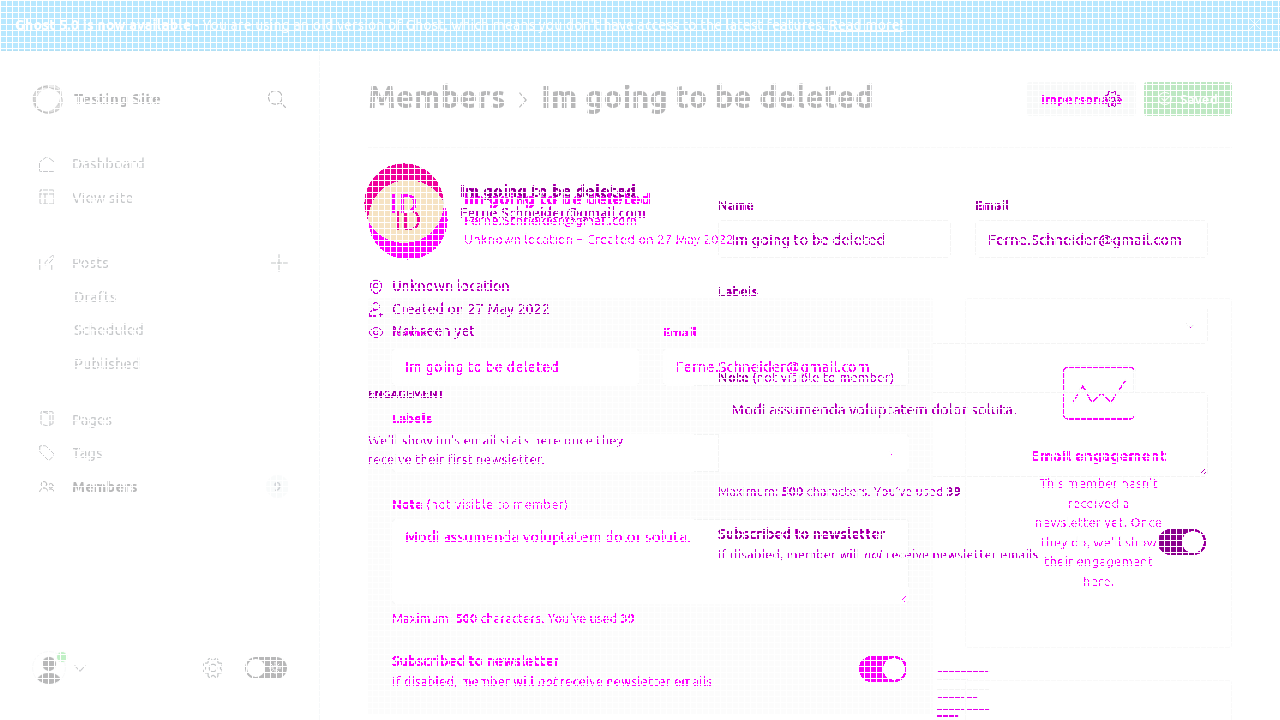 Ghost 5.0 is now available - You are using an old version of Ghost, which means you don't have access to the latest features. Read more!
Testing Site
Members › Im going to be deleted
Impersonate
Saved
Dashboard
View site
Posts
Drafts
Scheduled
Published
Pages
Tags
Members
Im going to be deleted
Im going to be deleted
Ferne.Schneider@gmail.com
Ferne.Schneider@gmail.com
Unknown location – Created on 27 May 2022
Name
Im going to be deleted
Email
Ferne.Schneider@gmail.com
Unknown location
Created on 27 May 2022
Not seen yet
Labels
Email
Im going to be deleted
Ferne.Schneider@gmail.com
Note (not visible to member)
ENGAGEMENT
Modi assumenda voluptatem dolor soluta.
Labels
We'll show Im's email stats here once they
receive their first newsletter.
Maximum: 500 characters. You've used 39
Note (not visible to member)
Modi assumenda voluptatem dolor soluta.
Subscribed to newsletter
If disabled, member will not receive newsletter emails
Email engagement
This member hasn't
received a
newsletter yet. Once
they do, we'll show
their engagement
here.
Maximum: 500 characters. You've used 39
Subscribed to newsletter
If disabled, member will not receive newsletter emails